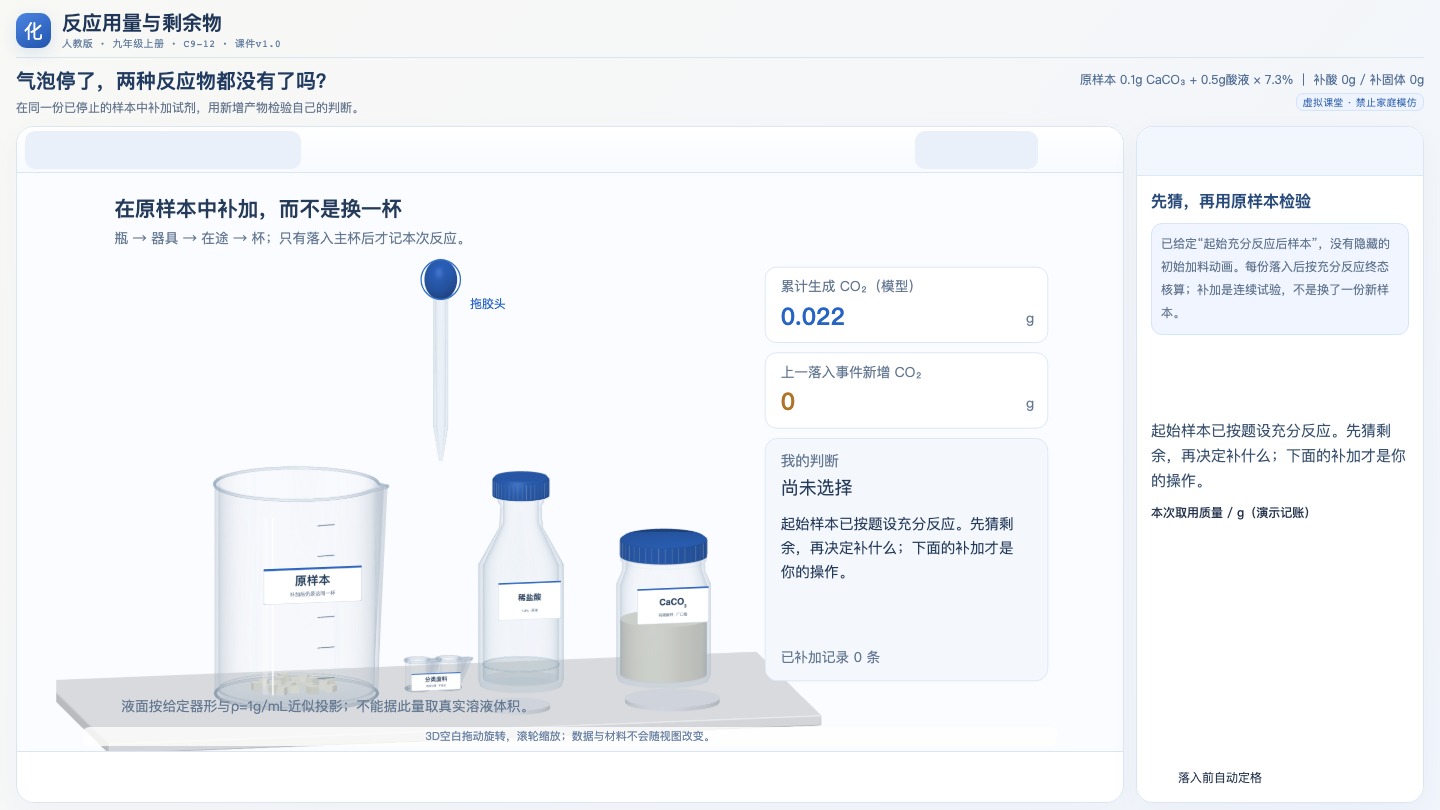 化
反应用量与剩余物
人教版 · 九年级上册 · C9-12 · 课件v1.0
气泡停了，两种反应物都没有了吗?
在同一份已停止的样本中补加试剂，用新增产物检验自己的判断。
原样本 0.1g CaCO₃ + 0.5g酸液 × 7.3% ｜ 补酸 0g / 补固体 0g
虚拟课堂 · 禁止家庭模仿
在原样本中补加，而不是换一杯
瓶 → 器具 → 在途 → 杯；只有落入主杯后才记本次反应。
拖胶头
累计生成 CO₂（模型）
0.022
g
上一落入事件新增 CO₂
0
g
我的判断
尚未选择
起始样本已按题设充分反应。先猜剩
余，再决定补什么；下面的补加才是
你的操作。
已补加记录 0 条
原样本
稀盐酸
CaCO₃
分类废料
液面按给定器形与ρ=1g/mL近似投影；不能据此量取真实溶液体积。
3D空白拖动旋转，滚轮缩放；数据与材料不会随视图改变。
先猜，再用原样本检验
已给定“起始充分反应后样本”，没有隐藏的
初始加料动画。每份落入后按充分反应终态
核算；补加是连续试验，不是换了一份新样
本。
起始样本已按题设充分反应。先猜剩
余，再决定补什么；下面的补加才是你
的操作。
本次取用质量 / g（演示记账）
落入前自动定格